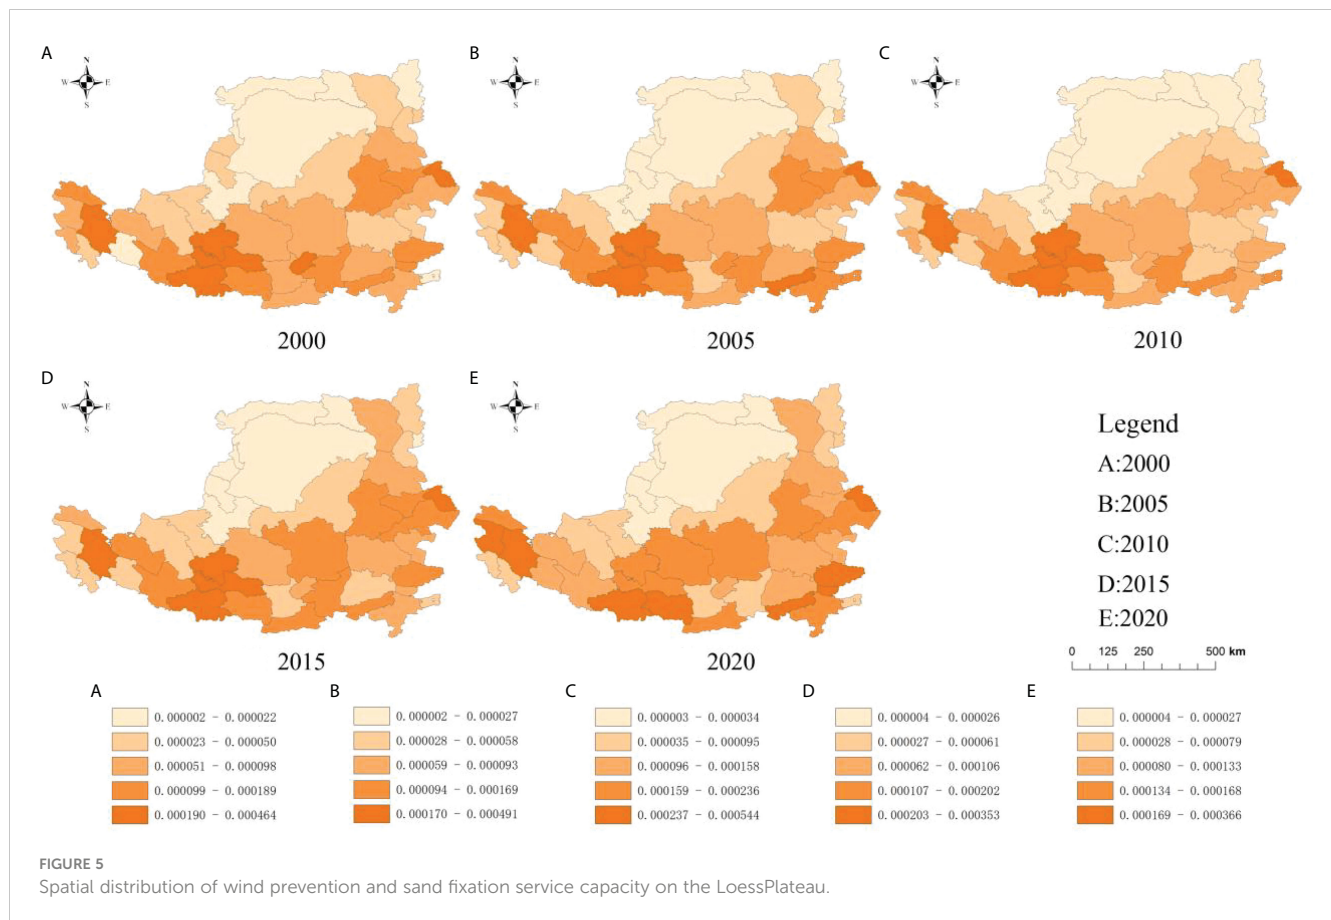 A
B
C
N
W E
S
N
W E
S
N
W E
S
2000
2005
2010
D
E
N
W E
S
N
W E
S
2015
2020
Legend
A:2000
B:2005
C:2010
D:2015
E:2020
0 125 250 500 km
A
0.000002 - 0.000022
0.000023 - 0.000050
0.000051 - 0.000098
0.000099 - 0.000189
0.000190 - 0.000464
B
0.000002 - 0.000027
0.000028 - 0.000058
0.000059 - 0.000093
0.000094 - 0.000169
0.000170 - 0.000491
C
0.000003 - 0.000034
0.000035 - 0.000095
0.000096 - 0.000158
0.000159 - 0.000236
0.000237 - 0.000544
D
0.000004 - 0.000026
0.000027 - 0.000061
0.000062 - 0.000106
0.000107 - 0.000202
0.000203 - 0.000353
E
0.000004 - 0.000027
0.000028 - 0.000079
0.000080 - 0.000133
0.000134 - 0.000168
0.000169 - 0.000366
FIGURE 5
Spatial distribution of wind prevention and sand fixation service capacity on the LoessPlateau.